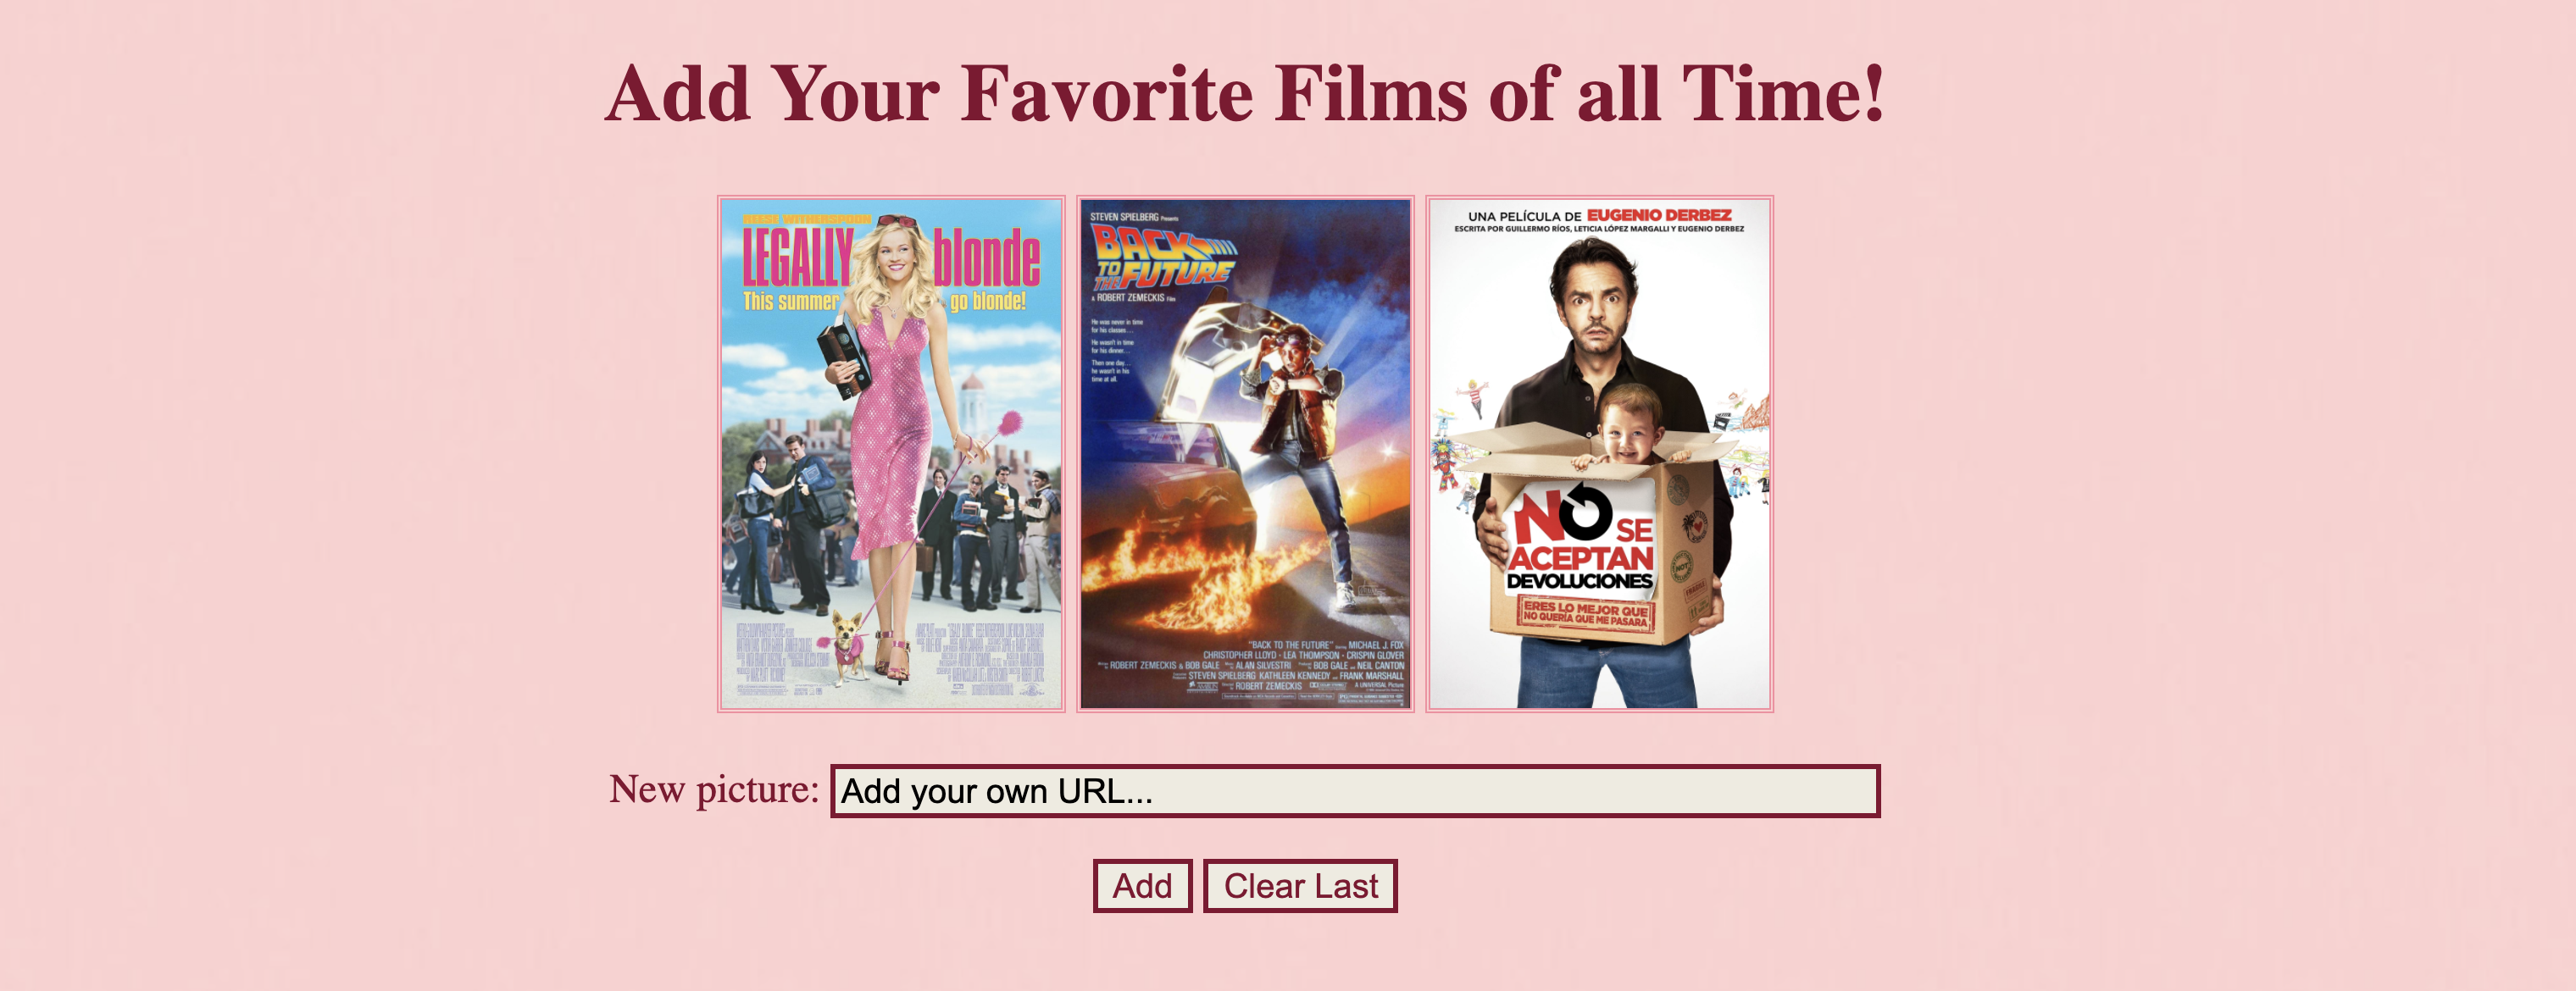 Add Your Favorite Films of all Time!
REESE WITHERSPOON
LEGALLY blonde
This summer go blonde!
STEVEN SPIELBERG Presents
BACK
TO THE FUTURE
A ROBERT ZEMECKIS Film
He was never in time
for his classes...
He wasn't in time
for his dinner...
Then one day...
he wasn't in his
time at all.
"BACK TO THE FUTURE" Starring MICHAEL J. FOX
CHRISTOPHER LLOYD · LEA THOMPSON · CRISPIN GLOVER
ROBERT ZEMECKIS & BOB GALE ALAN SILVESTRI BOB GALE NEIL CANTON
STEVEN SPIELBERG KATHLEEN KENNEDY FRANK MARSHALL
ROBERT ZEMECKIS A UNIVERSAL Picture
UNA PELÍCULA DE EUGENIO DERBEZ
ESCRITA POR GUILLERMO RÍOS, LETICIA LÓPEZ MARGALLI Y EUGENIO DERBEZ
NO SE
ACEPTAN
DEVOLUCIONES
ERES LO MEJOR QUE
NO QUERÍA QUE ME PASARA
FRAGILE
New picture: Add your own URL...
Add Clear Last